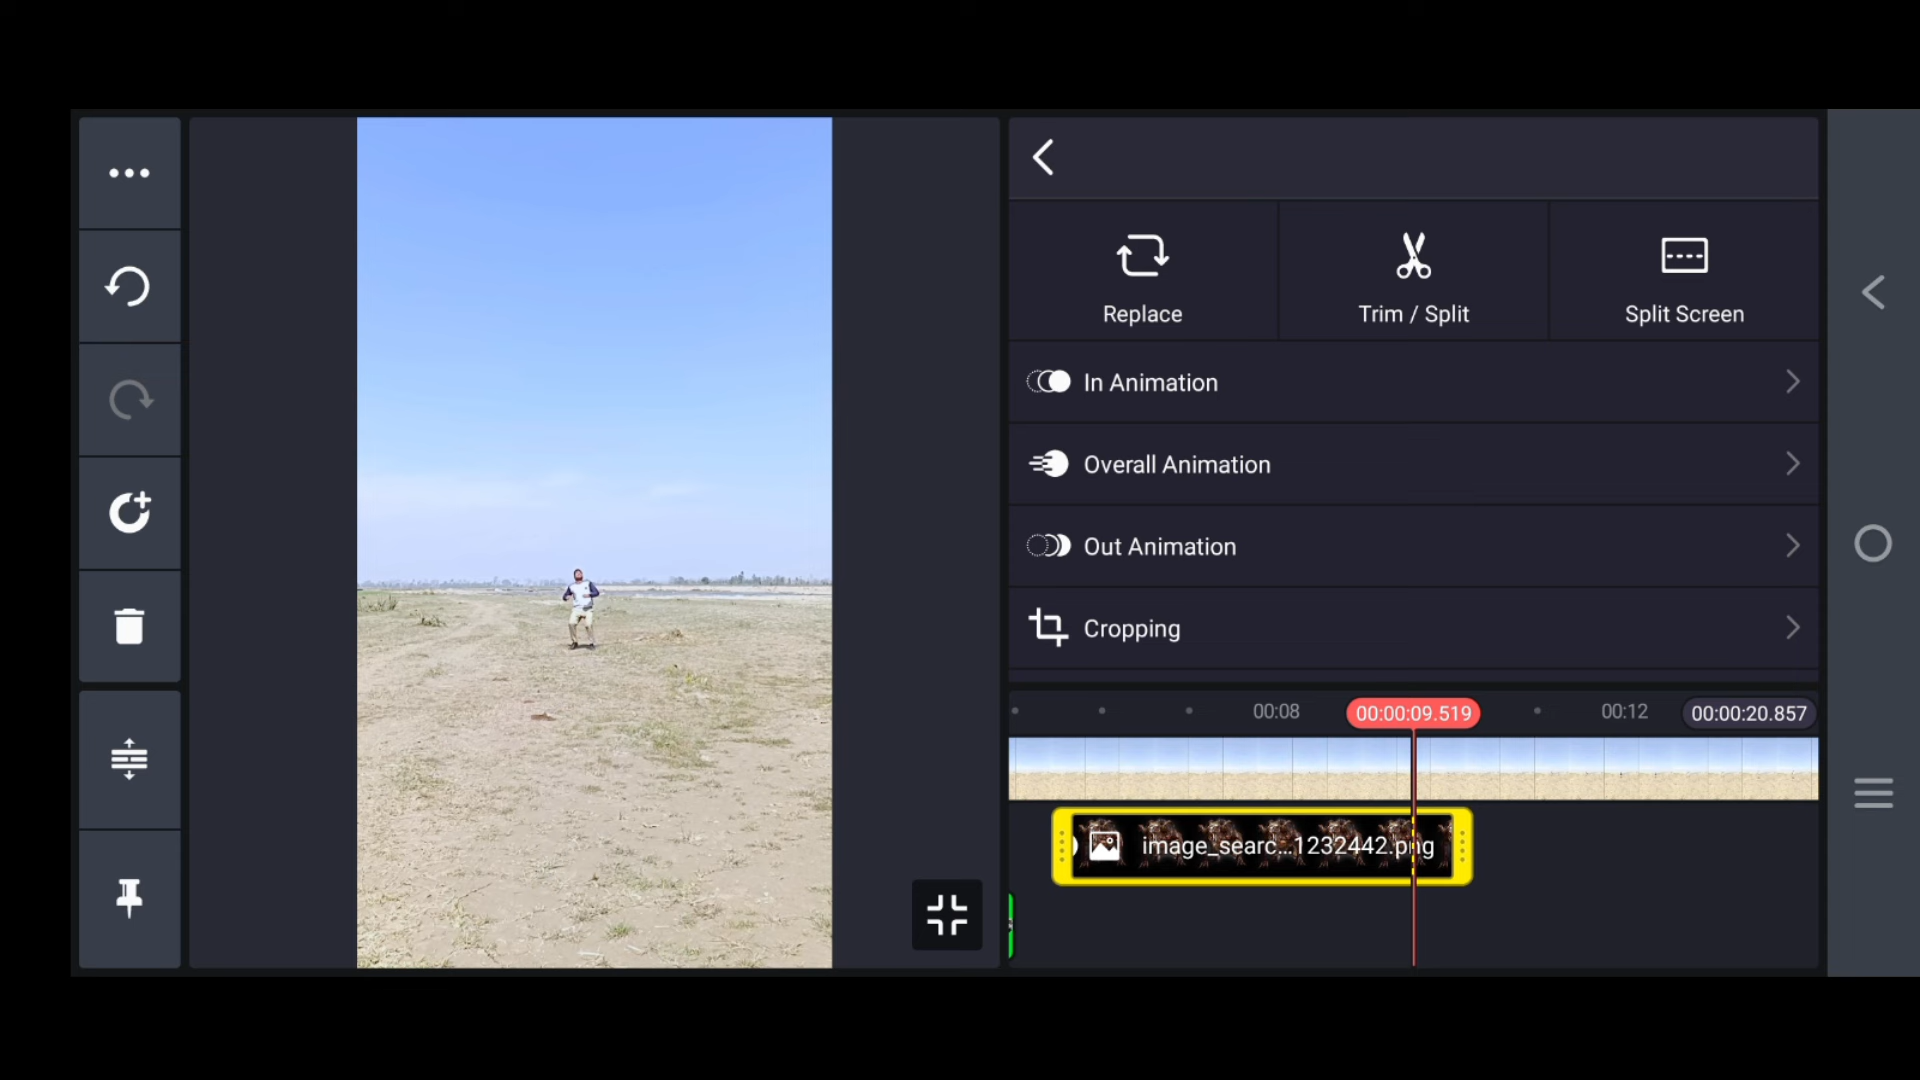 Replace
Trim / Split
Split Screen
In Animation
Overall Animation
Out Animation
Cropping
00:08
00:00:09.519
00:12
00:00:20.857
image_searc...1232442.png